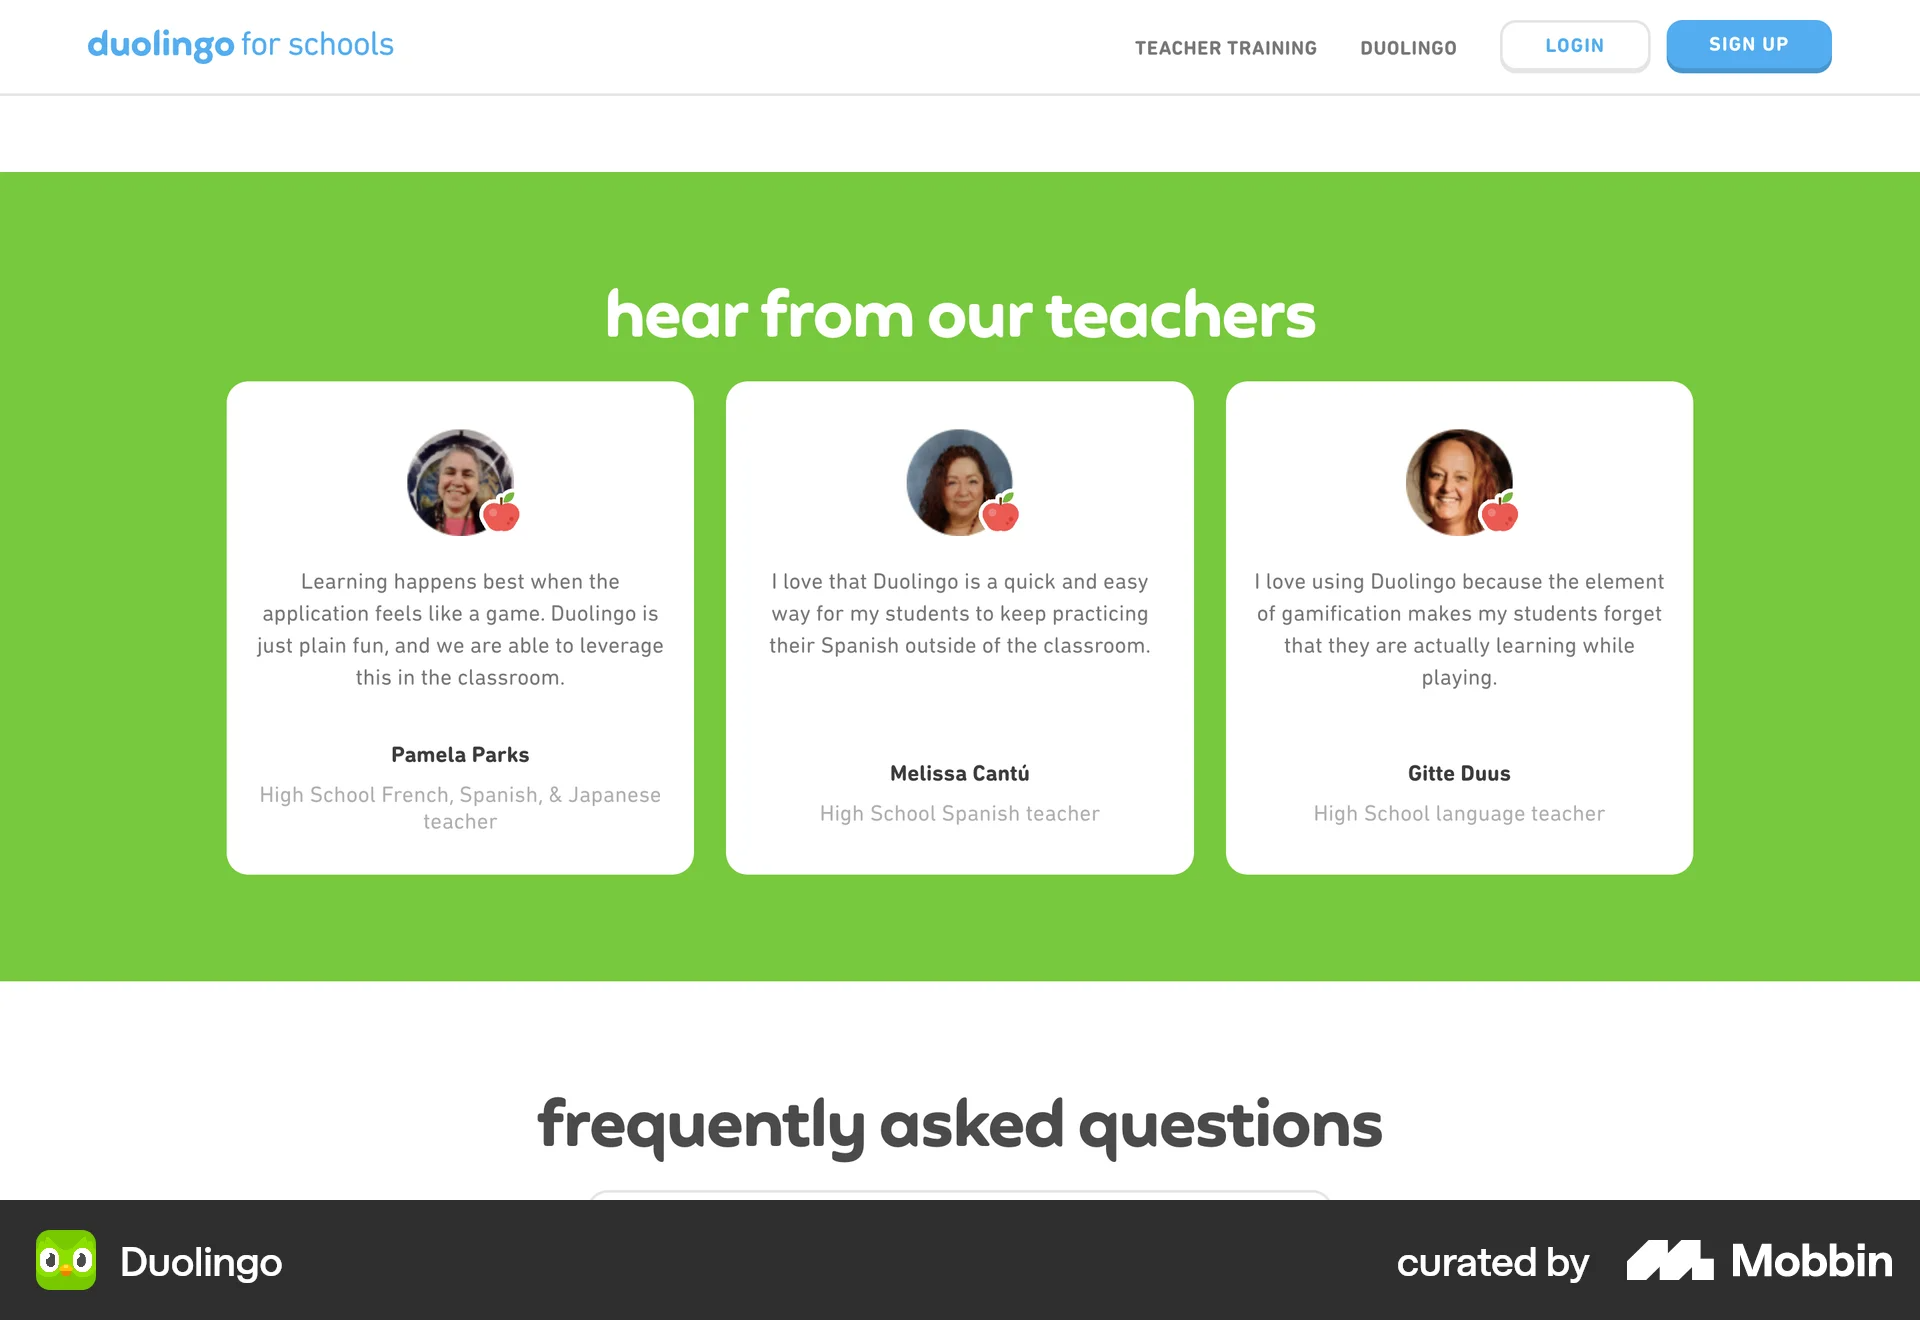 duolingo for schools
TEACHER TRAINING
DUOLINGO
LOGIN
SIGN UP
hear from our teachers
Learning happens best when the
application feels like a game. Duolingo is
just plain fun, and we are able to leverage
this in the classroom.
Pamela Parks
High School French, Spanish, & Japanese
teacher
I love that Duolingo is a quick and easy
way for my students to keep practicing
their Spanish outside of the classroom.
Melissa Cantú
High School Spanish teacher
I love using Duolingo because the element
of gamification makes my students forget
that they are actually learning while
playing.
Gitte Duus
High School language teacher
frequently asked questions
Duolingo
curated by
Mobbin